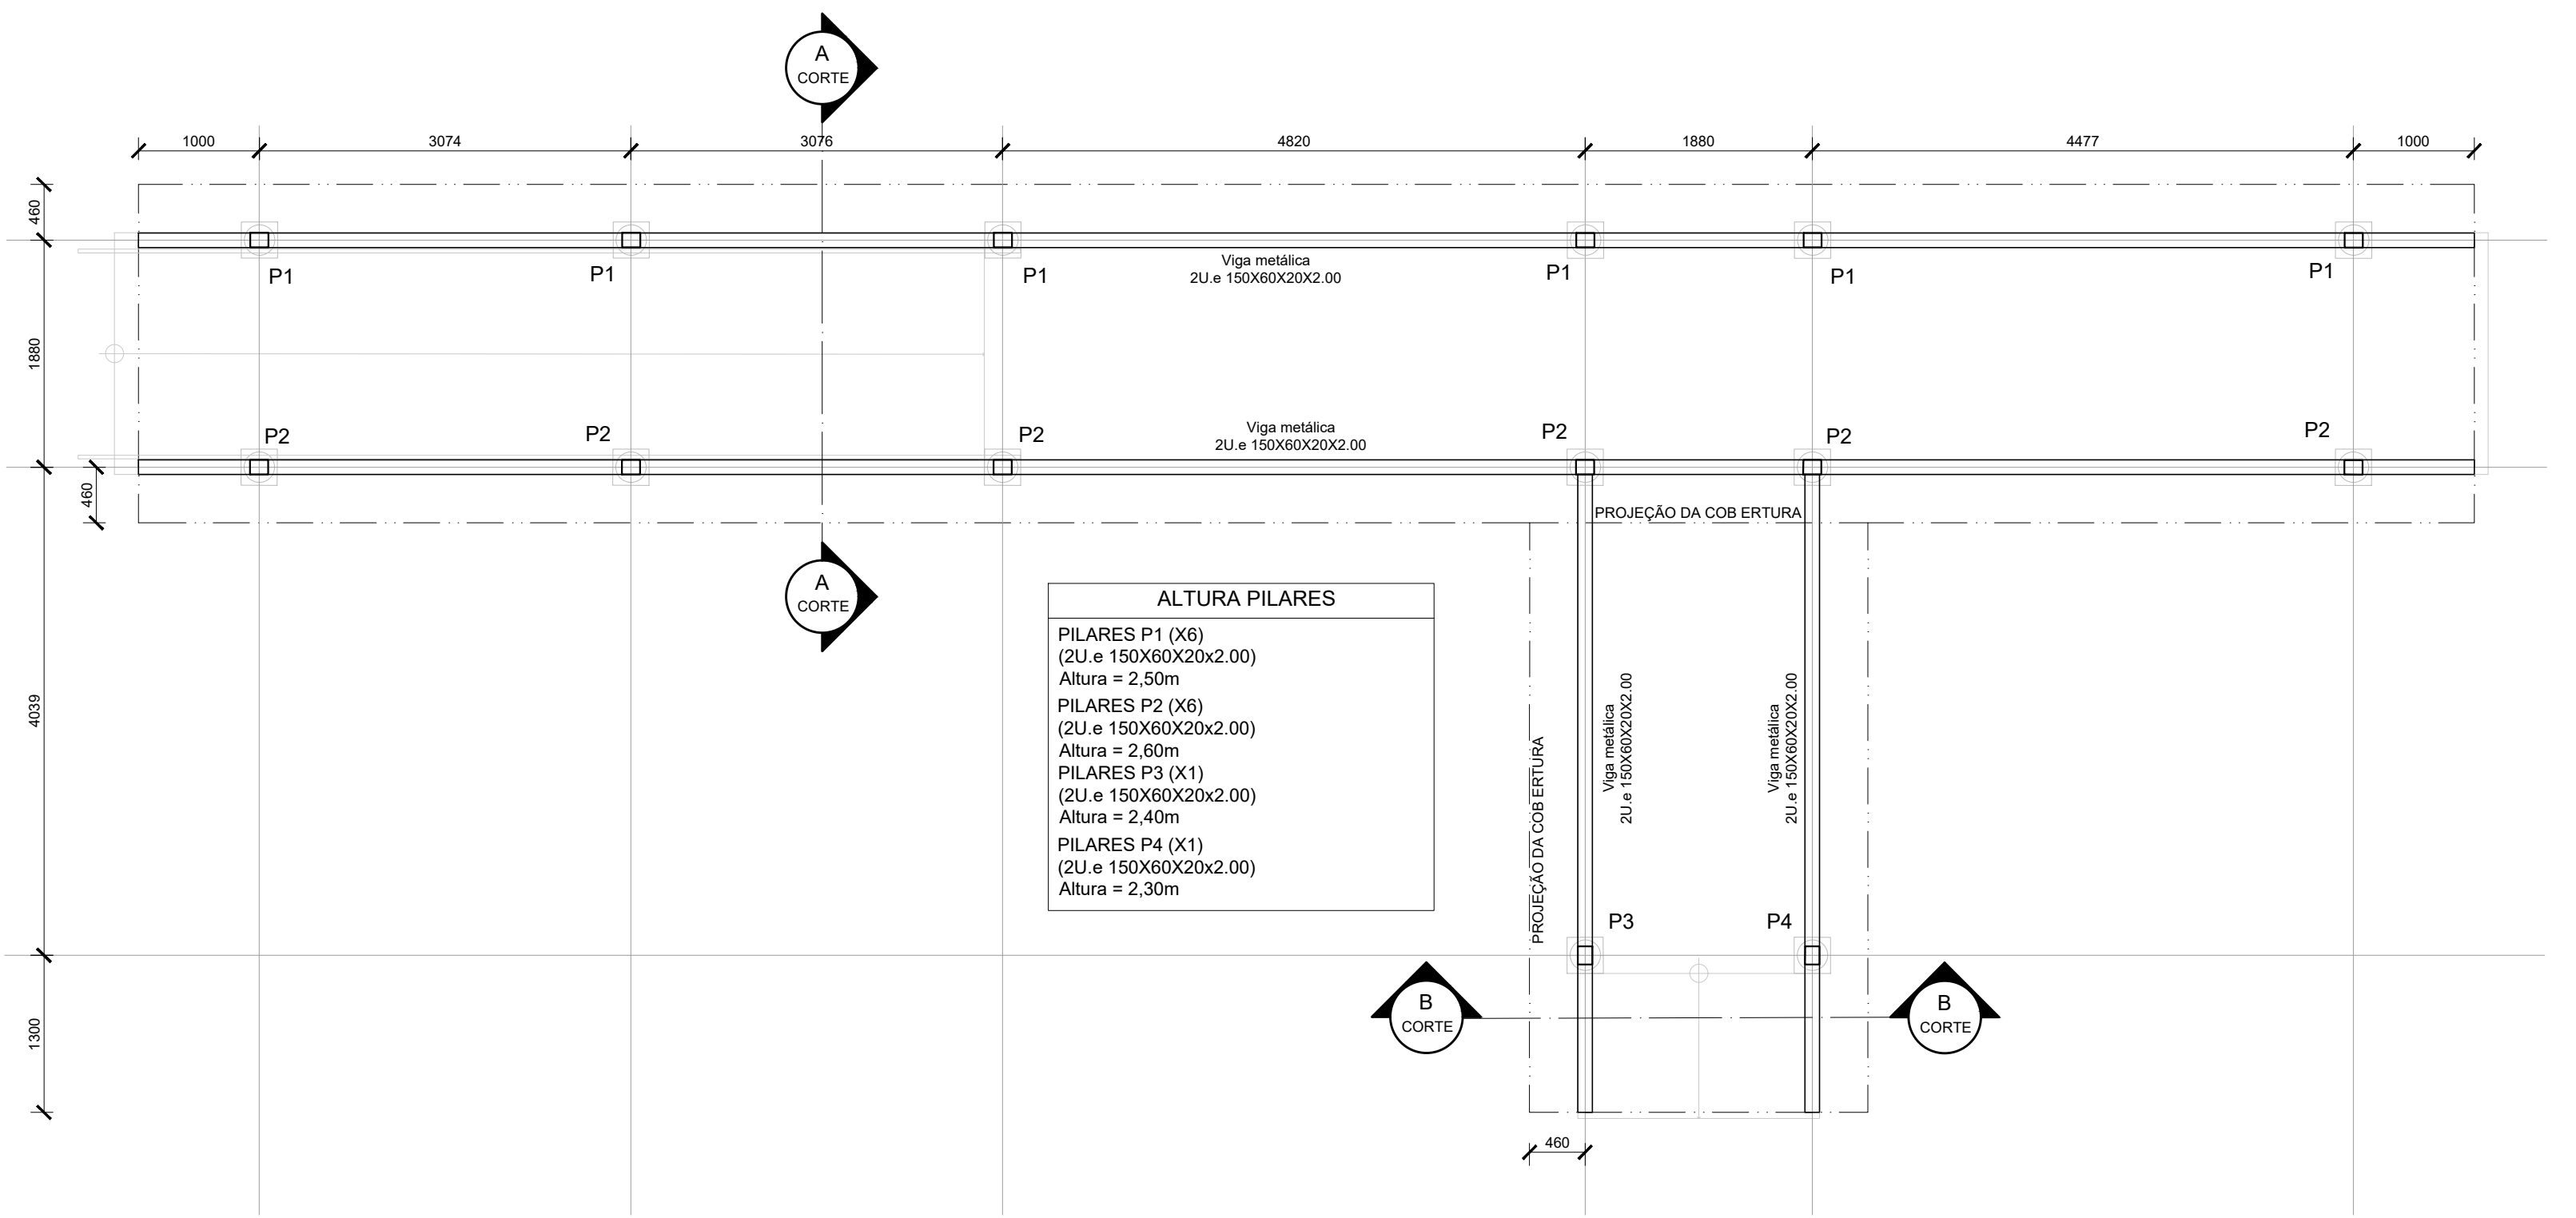 A
CORTE
1000
3074
3076
4820
1880
4477
1000
460
1880
460
4039
1300
P1
P1
P1
P1
P1
P1
Viga metálica
2U.e 150X60X20X2.00
P2
P2
P2
P2
P2
P2
Viga metálica
2U.e 150X60X20X2.00
PROJEÇÃO DA COB ERTURA
A
CORTE
ALTURA PILARES
PILARES P1 (X6)
(2U.e 150X60X20x2.00)
Altura = 2,50m
PILARES P2 (X6)
(2U.e 150X60X20x2.00)
Altura = 2,60m
PILARES P3 (X1)
(2U.e 150X60X20x2.00)
Altura = 2,40m
PILARES P4 (X1)
(2U.e 150X60X20x2.00)
Altura = 2,30m
PROJEÇÃO DA COB ERTURA
Viga metálica
2U.e 150X60X20X2.00
Viga metálica
2U.e 150X60X20X2.00
P3
P4
B
CORTE
B
CORTE
460